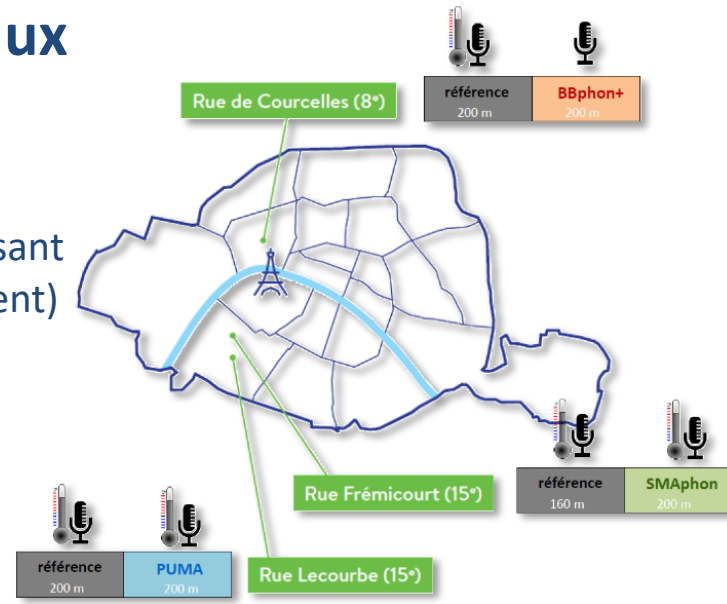 ux
Rue de Courcelles (8ᵉ)
référence
200 m
BBphon+
200 m
sant
ent)
Rue Frémicourt (15ᵉ)
référence
160 m
SMAphon
200 m
référence
200 m
PUMA
200 m
Rue Lecourbe (15ᵉ)